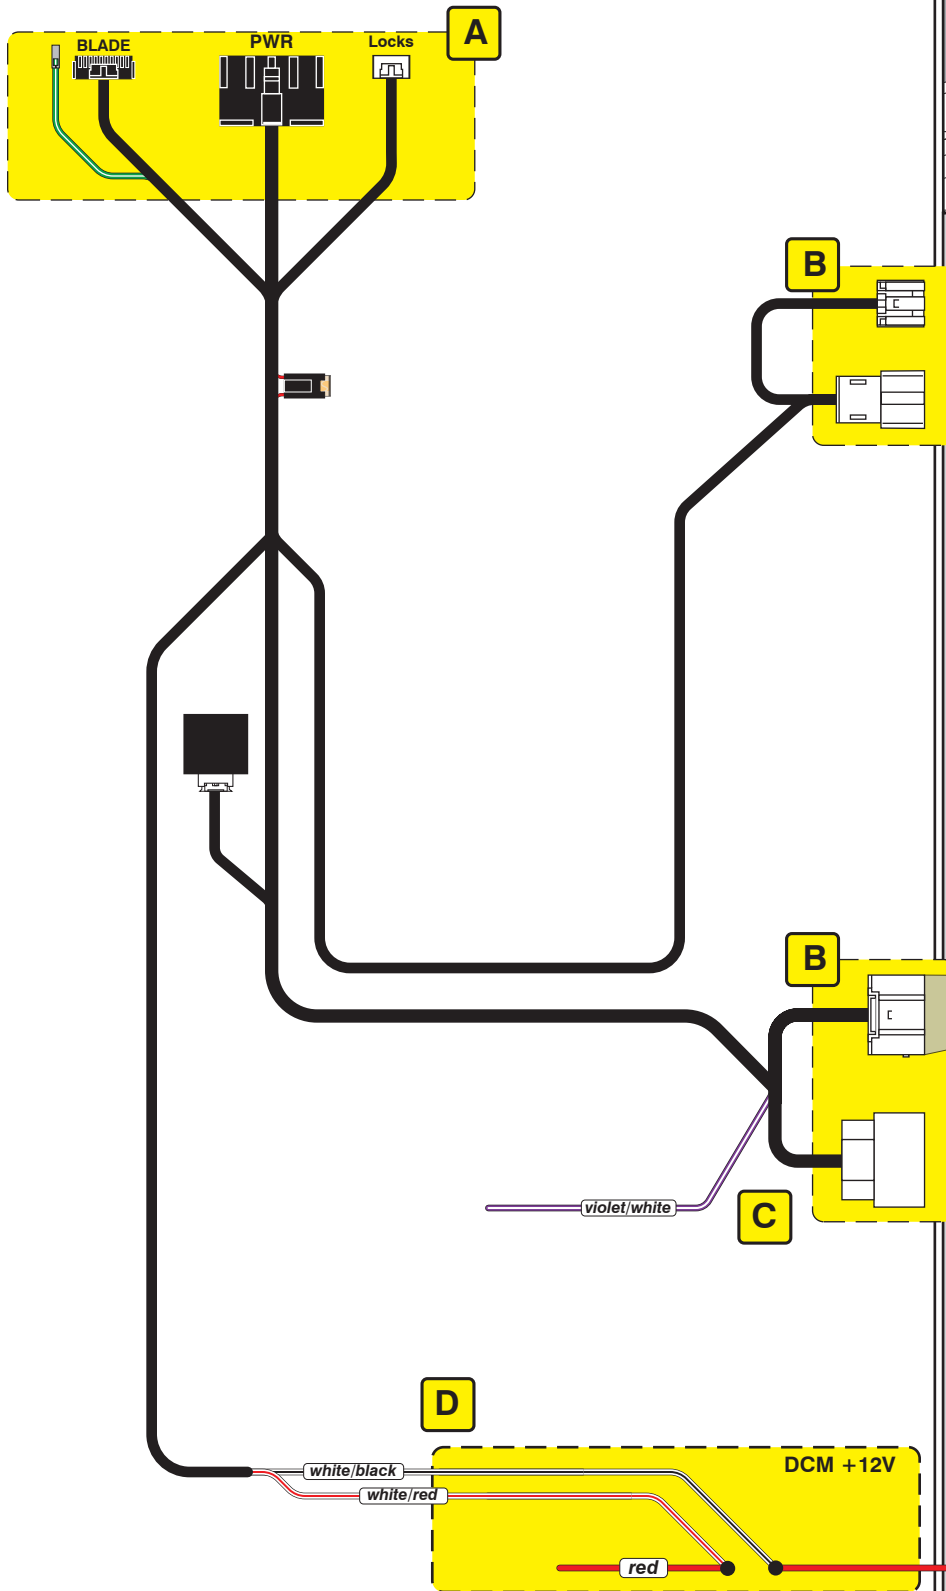 A
BLADE
PWR
Locks
B
B
violet/white
C
D
DCM +12V
white/black
white/red
red